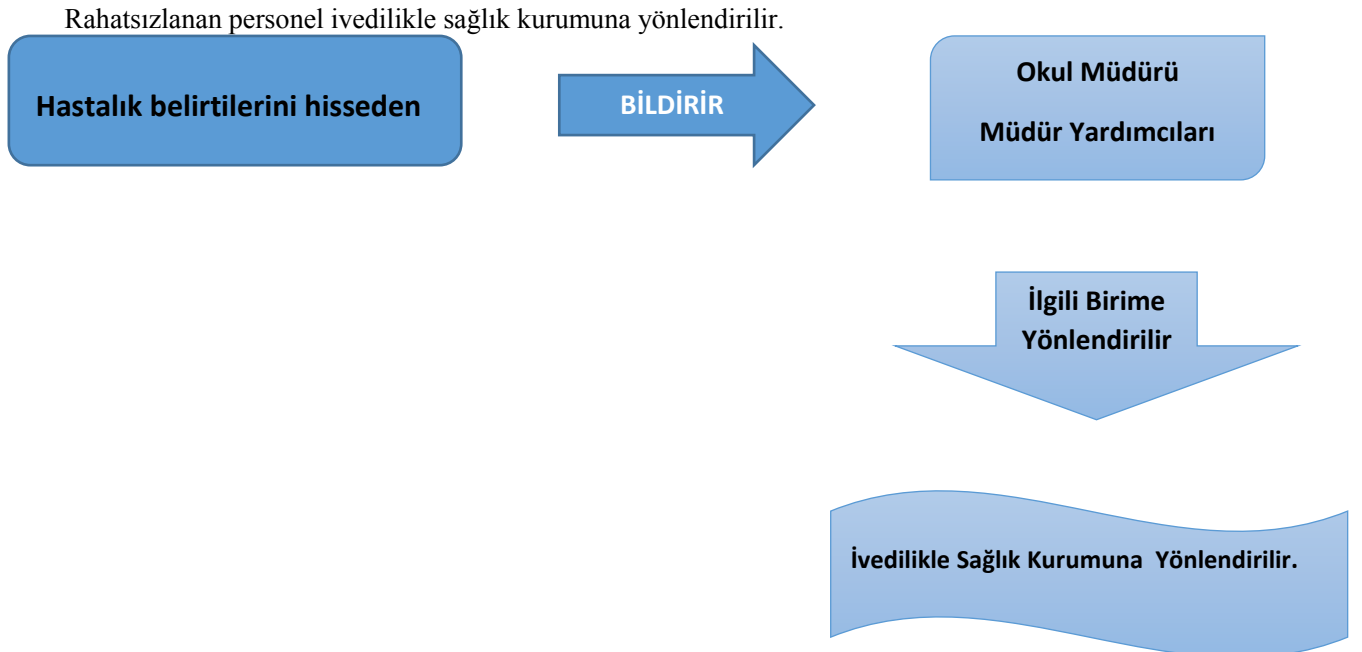 Rahatsızlanan personel ivedilikle sağlık kurumuna yönlendirilir.
Hastalık belirtilerini hisseden
BİLDİRİR
Okul Müdürü
Müdür Yardımcıları
İlgili Birime
Yönlendirilir
İvedilikle Sağlık Kurumuna Yönlendirilir.